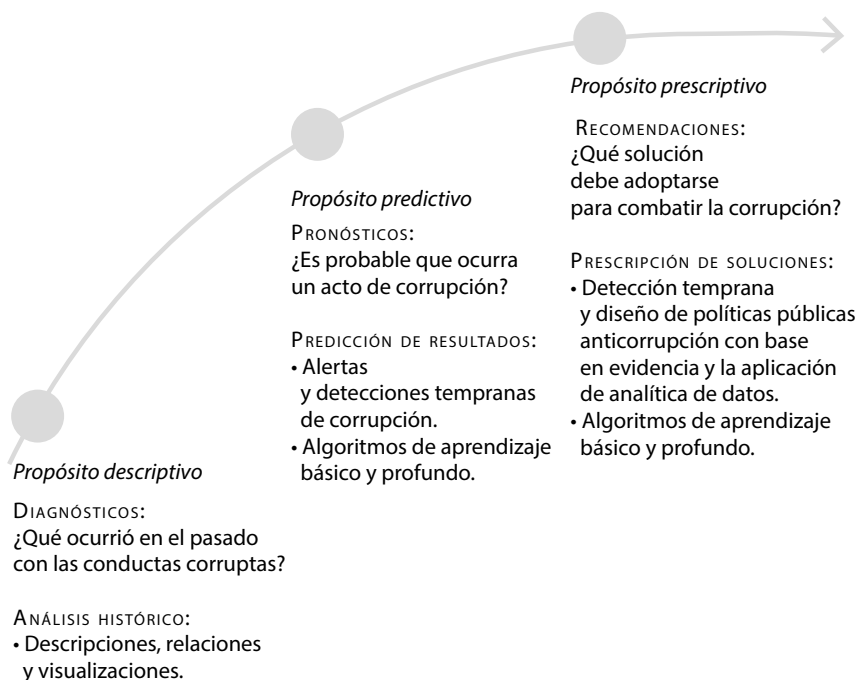 Propósito descriptivo
DIAGNÓSTICOS:
¿Qué ocurrió en el pasado
con las conductas corruptas?
ANÁLISIS HISTÓRICO:
• Descripciones, relaciones
y visualizaciones.
Propósito predictivo
PRONÓSTICOS:
¿Es probable que ocurra
un acto de corrupción?
PREDICCIÓN DE RESULTADOS:
• Alertas
y detecciones tempranas
de corrupción.
• Algoritmos de aprendizaje
básico y profundo.
Propósito prescriptivo
RECOMENDACIONES:
¿Qué solución
debe adoptarse
para combatir la corrupción?
PRESCRIPCIÓN DE SOLUCIONES:
• Detección temprana
y diseño de políticas públicas
anticorrupción con base
en evidencia y la aplicación
de analítica de datos.
• Algoritmos de aprendizaje
básico y profundo.